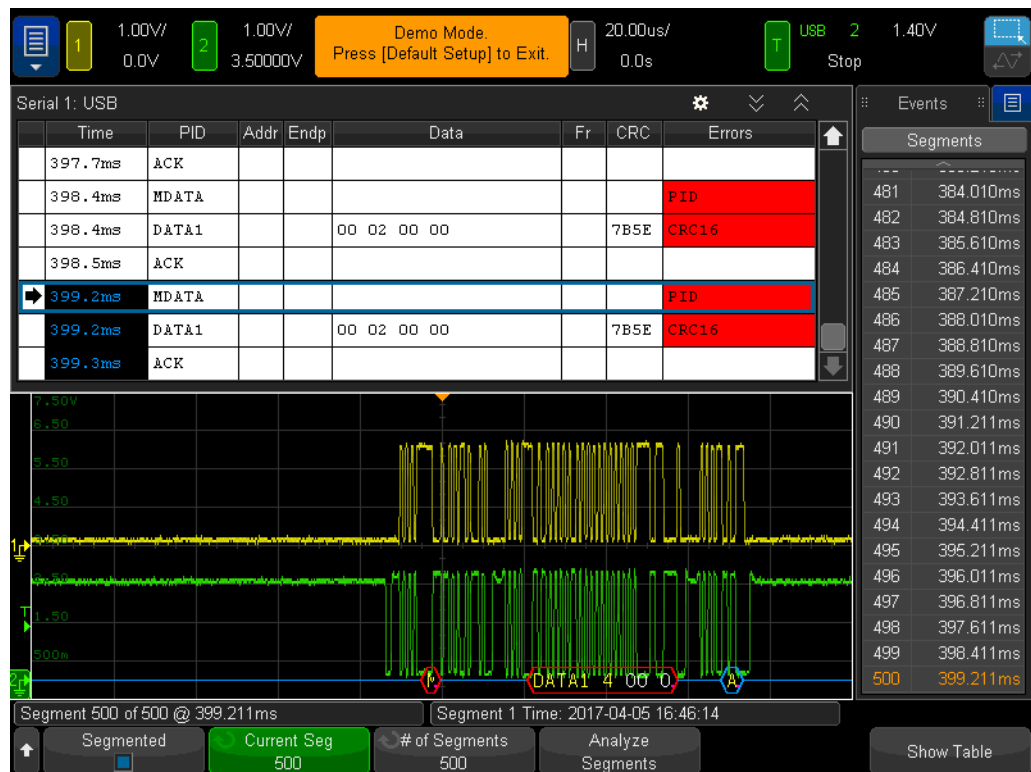 1 1.00V/ 2 1.00V/ Demo Mode. H 20.00us/ T USB 2 1.40V
0.0V 3.50000V Press [Default Setup] to Exit. 0.0s Stop
Serial 1: USB
Time PID Addr Endp Data Fr CRC Errors
397.7ms ACK
398.4ms MDATA PID
398.4ms DATA1 00 02 00 00 7B5E CRC16
398.5ms ACK
399.2ms MDATA PID
399.2ms DATA1 00 02 00 00 7B5E CRC16
399.3ms ACK
Events
Segments
481 384.010ms
482 384.810ms
483 385.610ms
484 386.410ms
485 387.210ms
486 388.010ms
487 388.810ms
488 389.610ms
489 390.410ms
490 391.211ms
491 392.011ms
492 392.811ms
493 393.611ms
494 394.411ms
495 395.211ms
496 396.011ms
497 396.811ms
498 397.611ms
499 398.411ms
500 399.211ms
7.50V
6.50
5.50
4.50
1.50
500m
1
T
2
DATA1 4 00 0
A
Segment 500 of 500 @ 399.211ms Segment 1 Time: 2017-04-05 16:46:14
Segmented Current Seg # of Segments Analyze Show Table
500 500 Segments